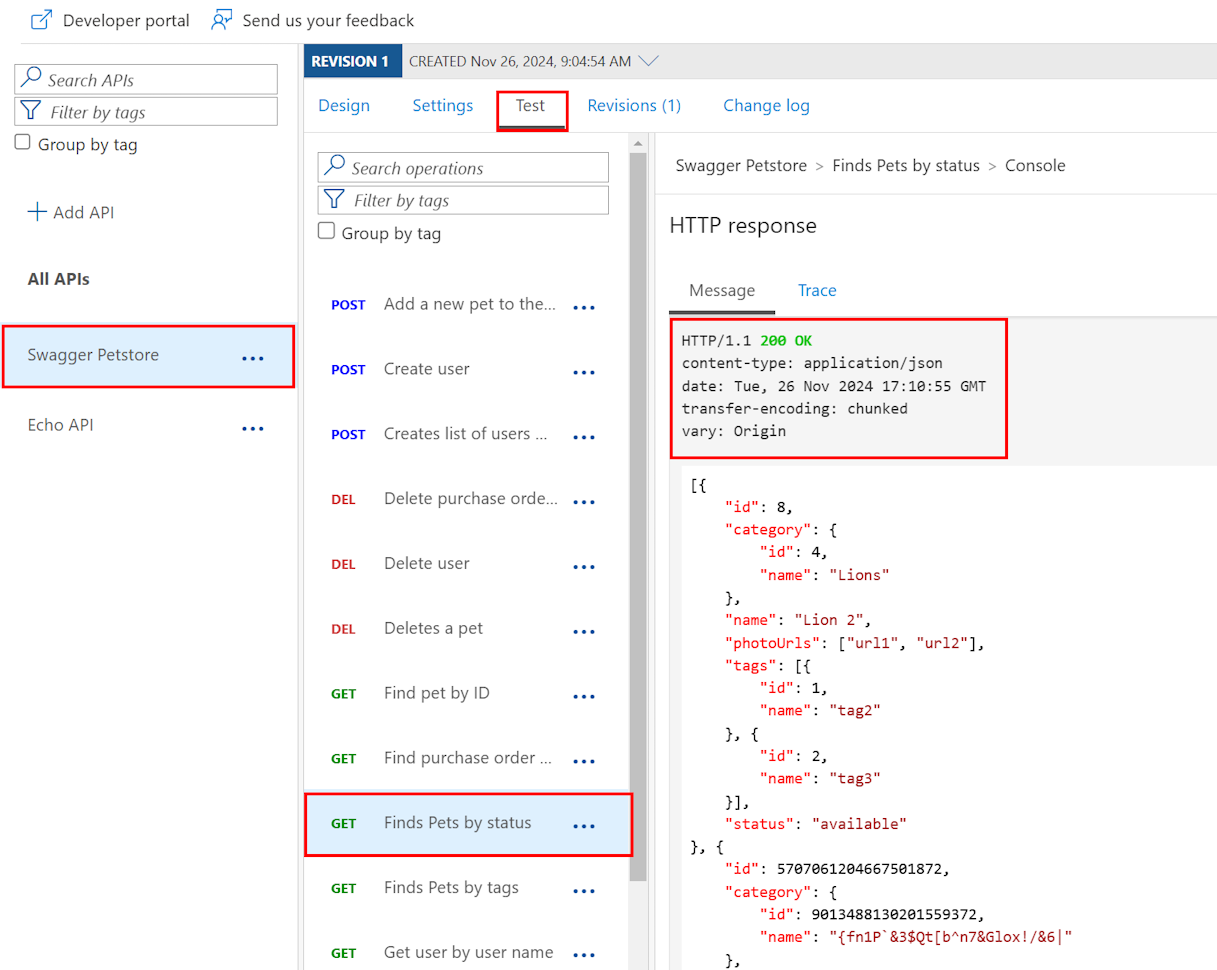 Developer portal Send us your feedback
REVISION 1 CREATED Nov 26, 2024, 9:04:54 AM
Search APIs
Filter by tags
Group by tag
Add API
All APIs
Swagger Petstore ...
Echo API ...
Design Settings Test Revisions (1) Change log
Search operations
Filter by tags
Group by tag
POST Add a new pet to the... ...
POST Create user ...
POST Creates list of users ... ...
DEL Delete purchase orde... ...
DEL Delete user ...
DEL Deletes a pet ...
GET Find pet by ID ...
GET Find purchase order ... ...
GET Finds Pets by status ...
GET Finds Pets by tags ...
GET Get user by user name ...
Swagger Petstore > Finds Pets by status > Console
HTTP response
Message Trace
HTTP/1.1 200 OK
content-type: application/json
date: Tue, 26 Nov 2024 17:10:55 GMT
transfer-encoding: chunked
vary: Origin
[{
"id": 8,
"category": {
"id": 4,
"name": "Lions"
},
"name": "Lion 2",
"photoUrls": ["url1", "url2"],
"tags": [{
"id": 1,
"name": "tag2"
}, {
"id": 2,
"name": "tag3"
}],
"status": "available"
}, {
"id": 5707061204667501872,
"category": {
"id": 9013488130201559372,
"name": "{fn1P`&3$Qt[b^n7&Glox!/&6|"
},